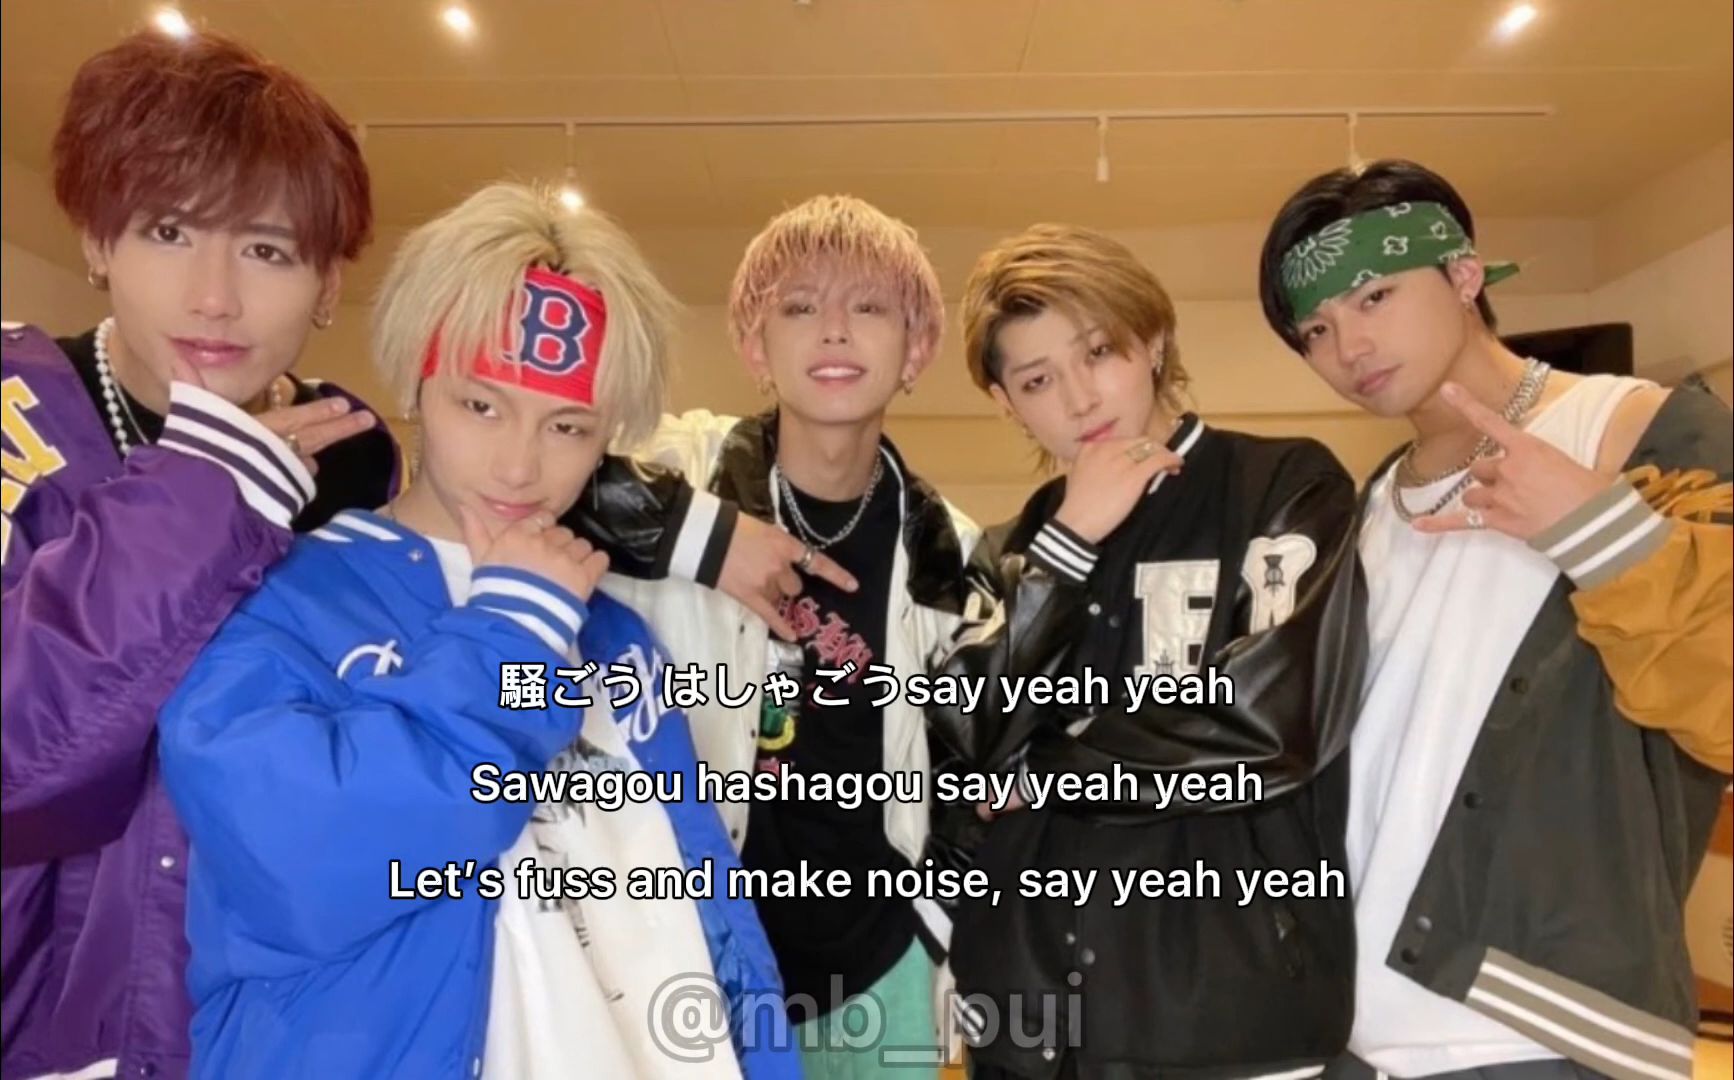 B
騒ごう はしゃごうsay yeah yeah
Sawagou hashagou say yeah yeah
Let’s fuss and make noise, say yeah yeah
@mb_pui